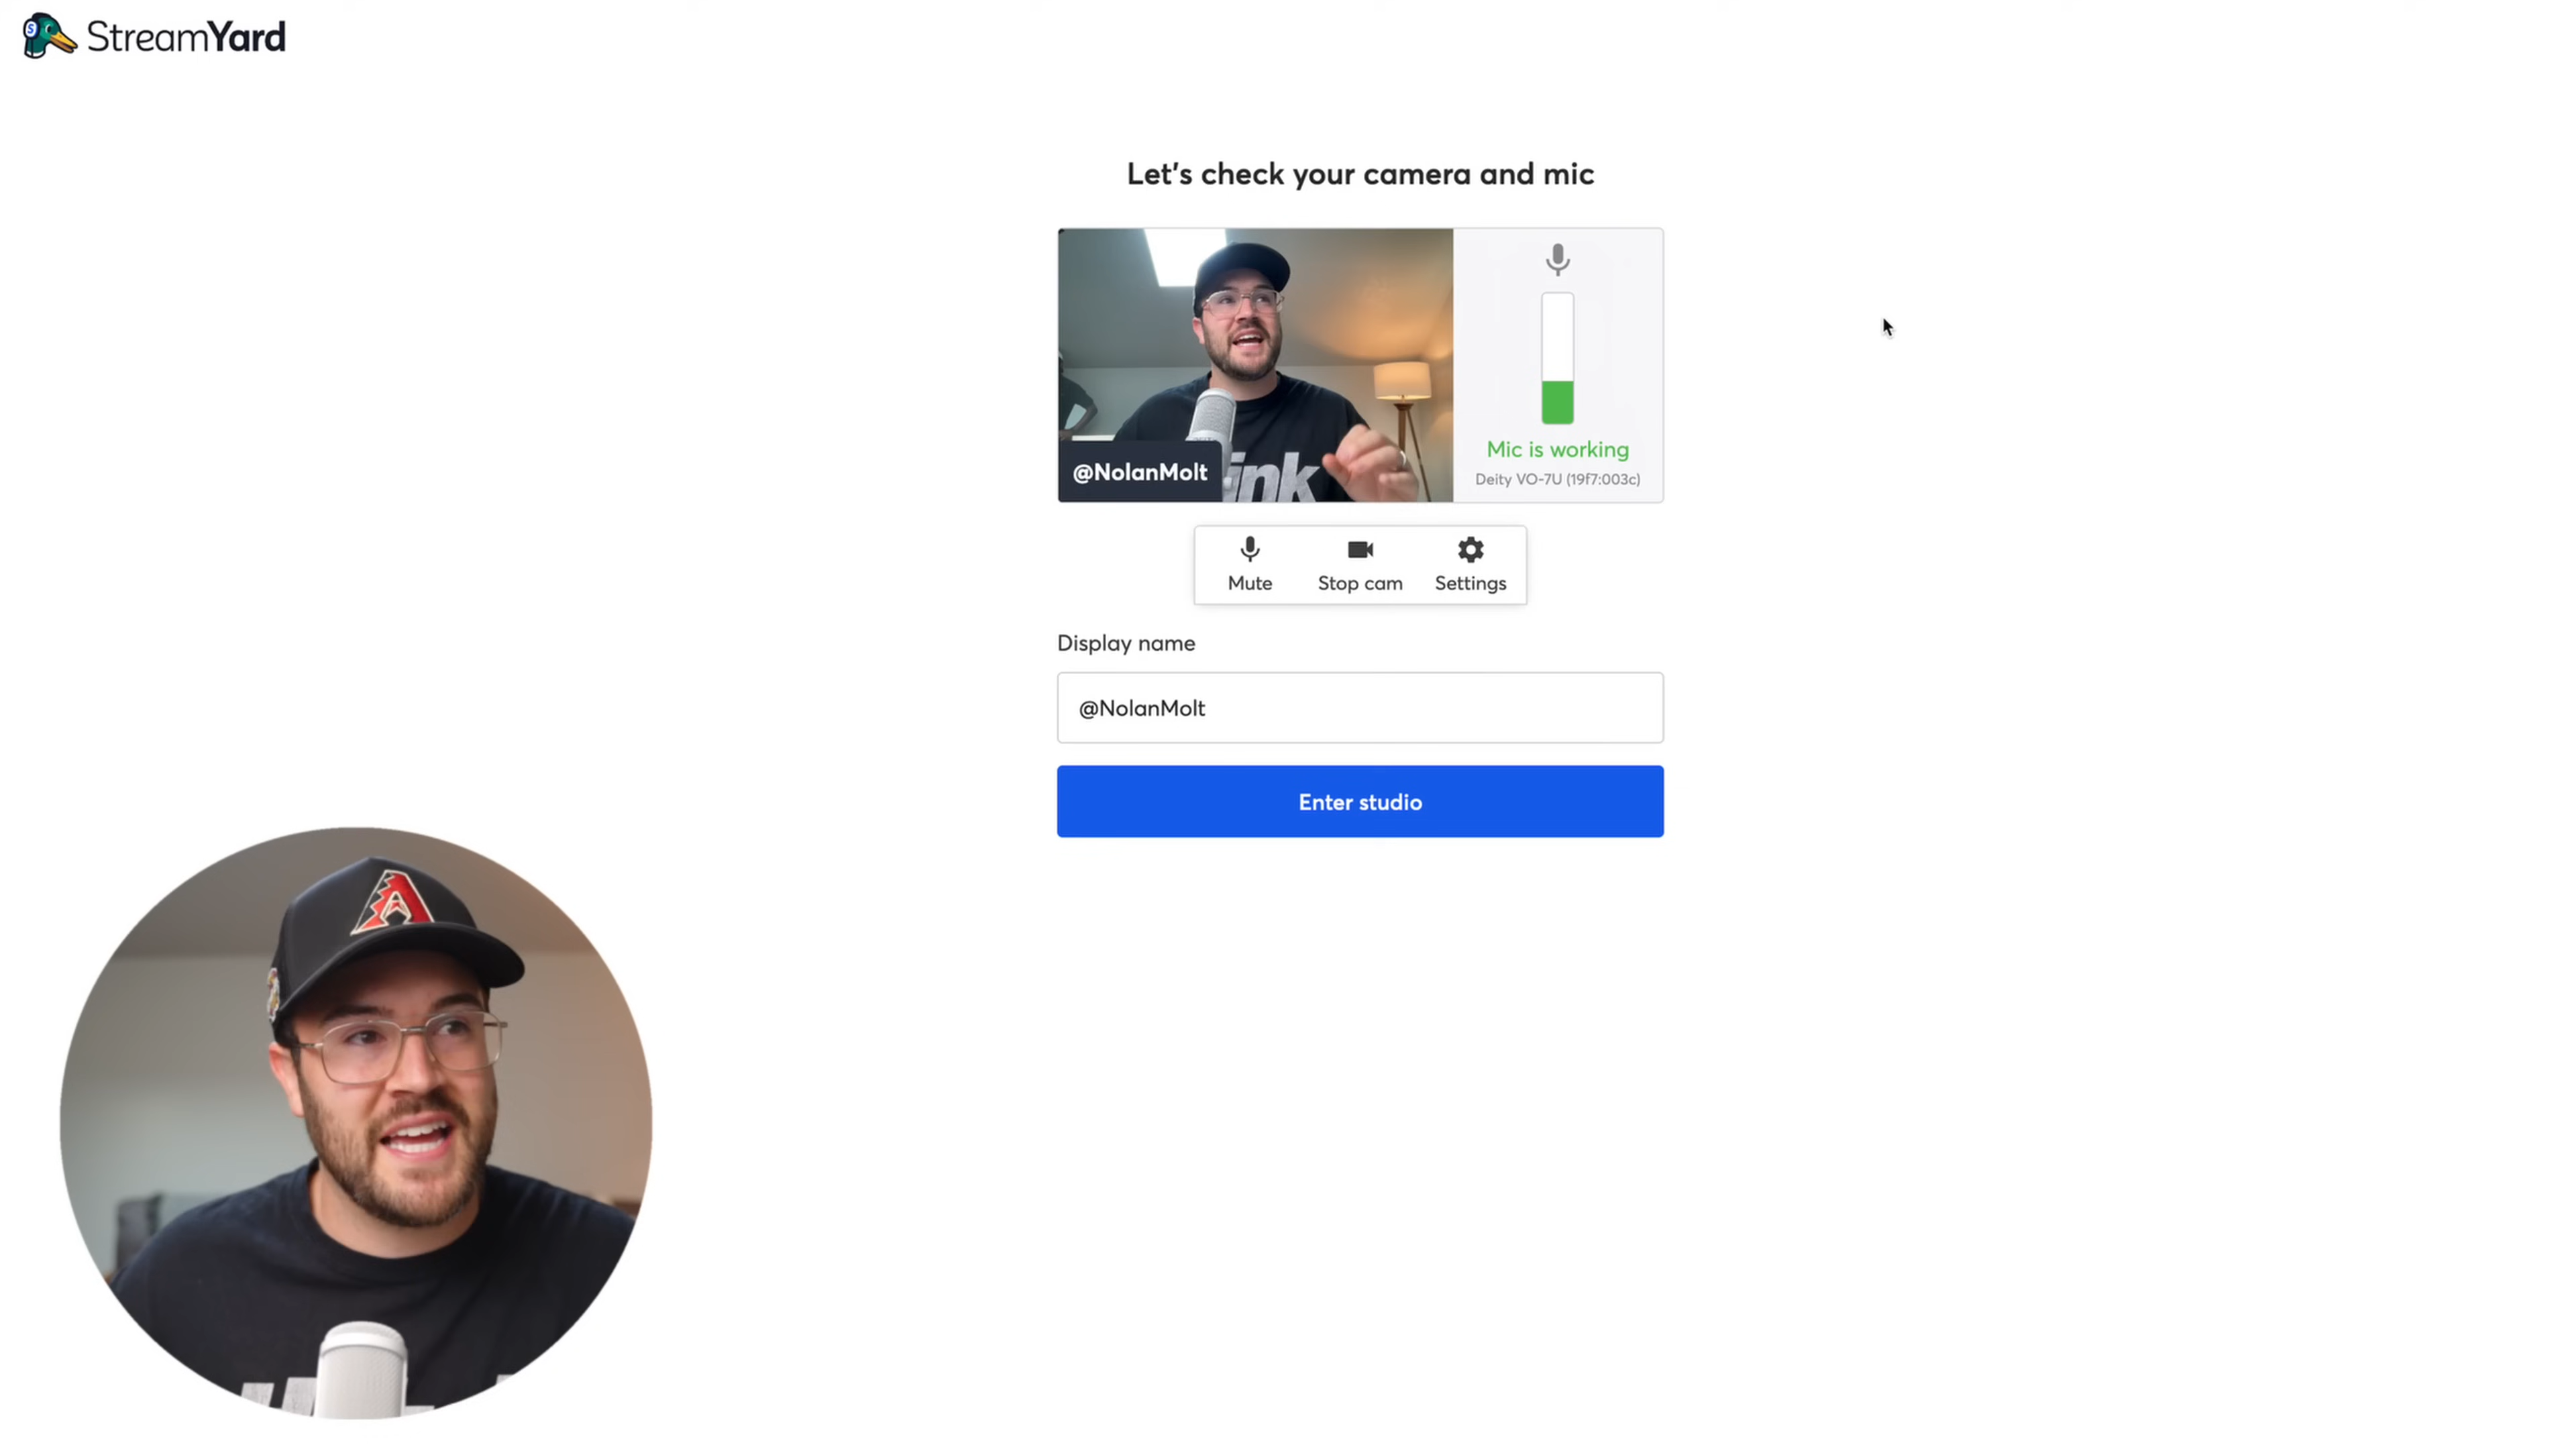 StreamYard
Let's check your camera and mic
@NolanMolt
ink
Mic is working
Deity VO-7U (19f7:003c)
Mute
Stop cam
Settings
Display name
@NolanMolt
Enter studio
A